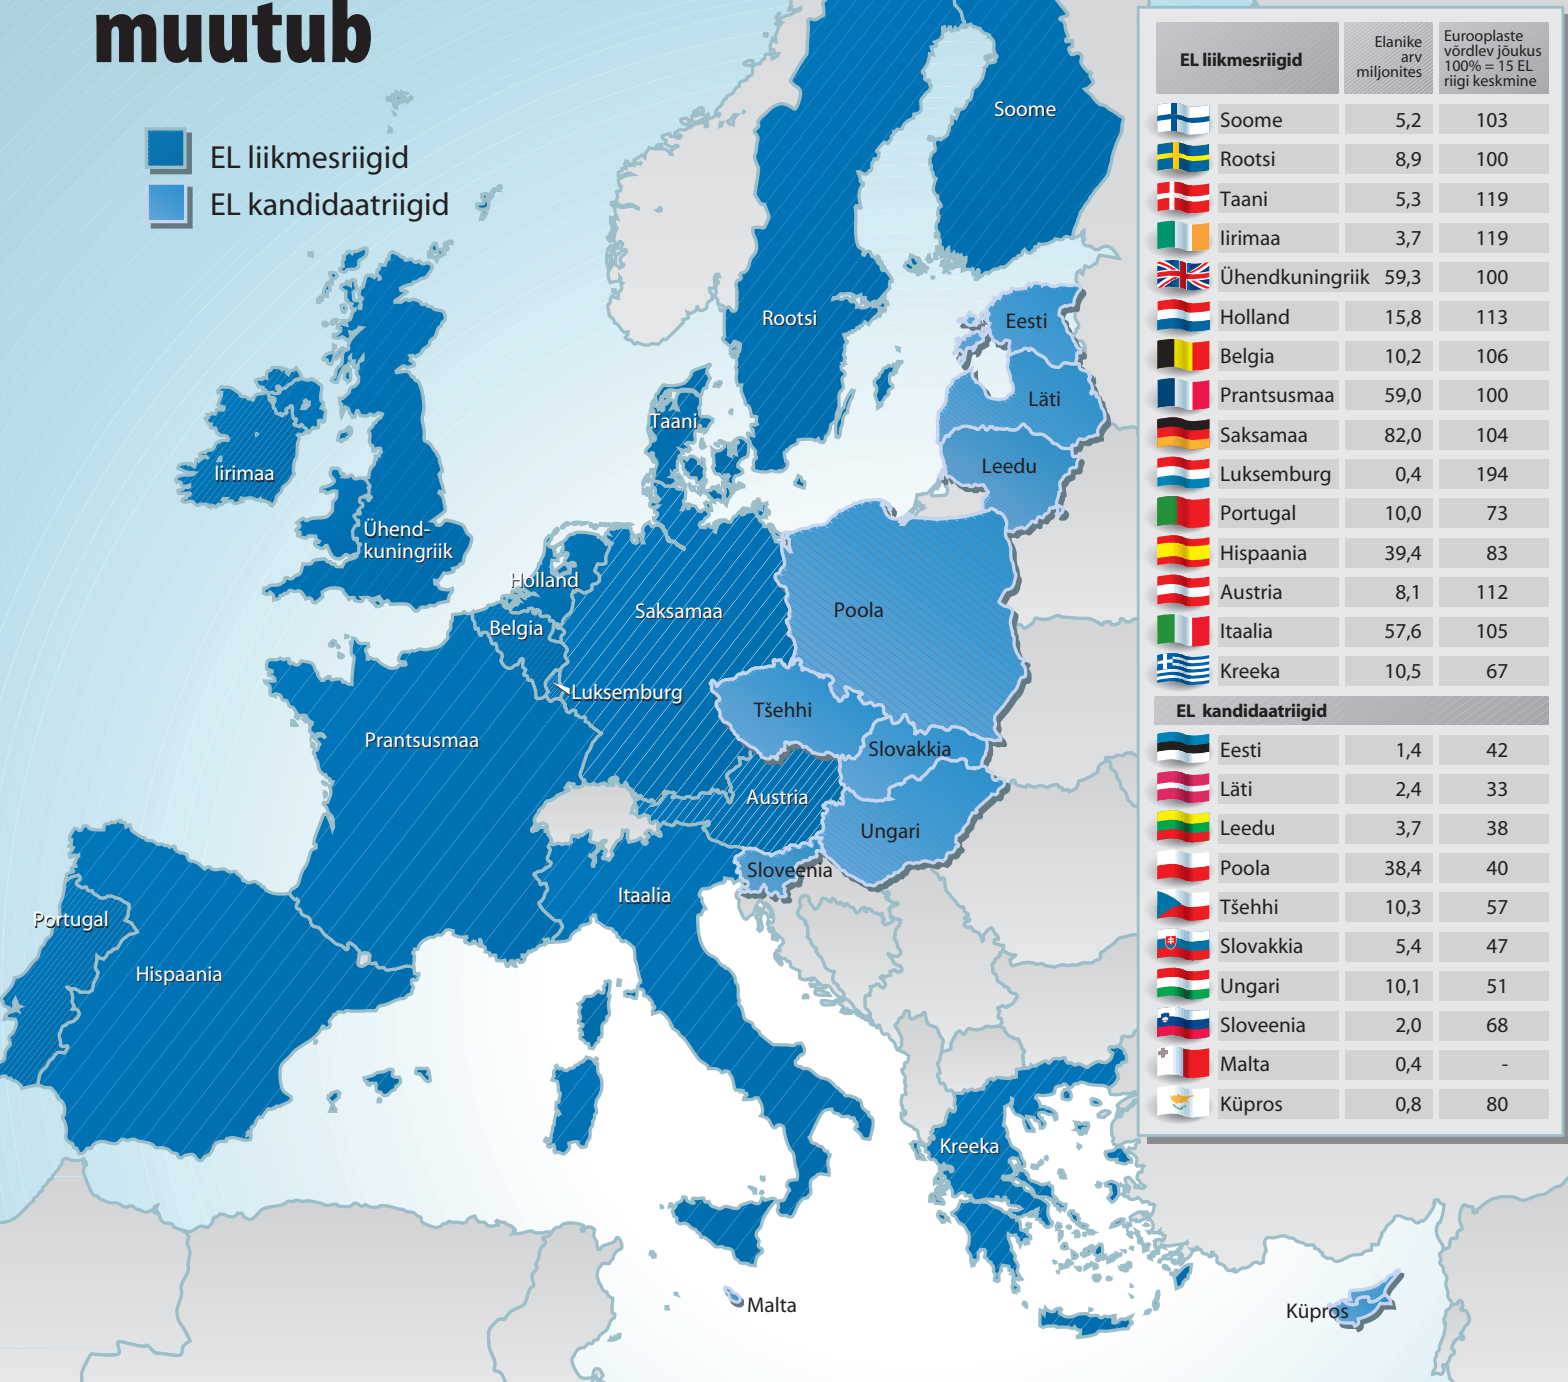 muutub
EL liikmesriigid
EL kandidaatriigid
Soome
Rootsi
Eesti
Läti
Leedu
Taani
Iirimaa
Ühend-
kuningriik
Holland
Belgia
Saksamaa
Poola
Luksemburg
Tšehhi
Slovakkia
Prantsusmaa
Austria
Ungari
Sloveenia
Itaalia
Portugal
Hispaania
Kreeka
Malta
Küpros
EL liikmesriigid
Elanike
arv
miljonites
Eurooplaste
võrdlev jõukus
100% = 15 EL
riigi keskmine
Soome 5,2 103
Rootsi 8,9 100
Taani 5,3 119
Iirimaa 3,7 119
Ühendkuningriik 59,3 100
Holland 15,8 113
Belgia 10,2 106
Prantsusmaa 59,0 100
Saksamaa 82,0 104
Luksemburg 0,4 194
Portugal 10,0 73
Hispaania 39,4 83
Austria 8,1 112
Itaalia 57,6 105
Kreeka 10,5 67
EL kandidaatriigid
Eesti 1,4 42
Läti 2,4 33
Leedu 3,7 38
Poola 38,4 40
Tšehhi 10,3 57
Slovakkia 5,4 47
Ungari 10,1 51
Sloveenia 2,0 68
Malta 0,4 -
Küpros 0,8 80